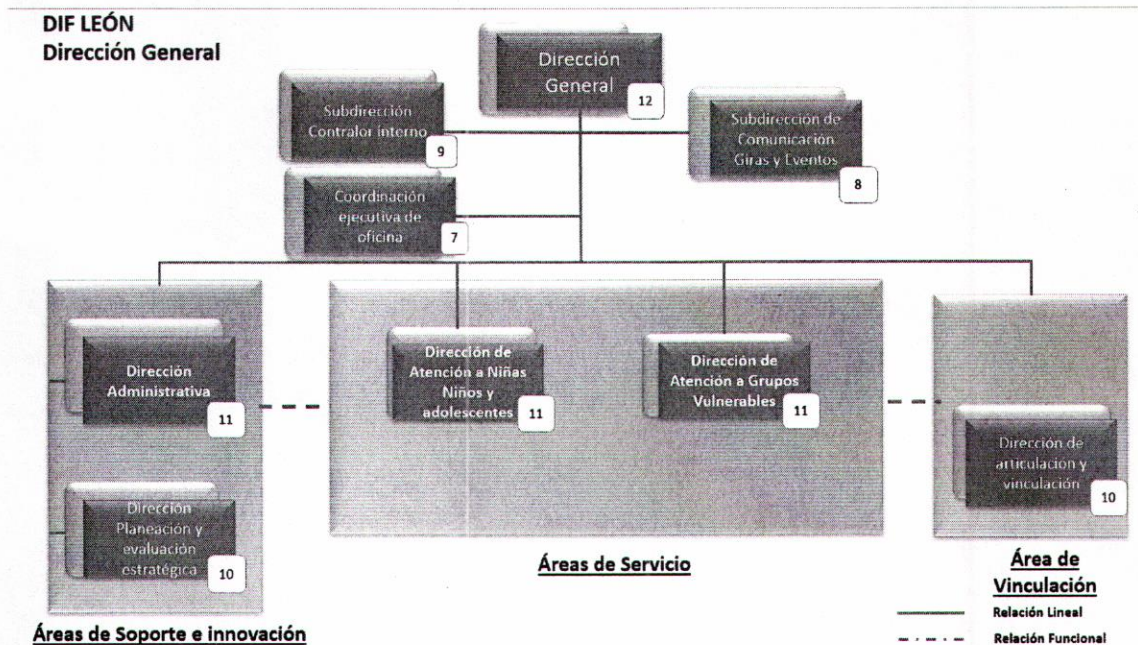 DIF LEÓN
Dirección General
Dirección
General
12
Subdirección
Contralor interno
9
Subdirección de
Comunicación
Giras y Eventos
8
Coordinación
ejecutiva de
oficina
7
Dirección
Administrativa
11
Dirección de
Atención a Niñas
Niños y
adolescentes
11
Dirección de
Atención a Grupos
Vulnerables
11
Dirección de
articulación y
vinculación
10
Dirección
Planeación y
evaluación
estratégica
10
Áreas de Servicio
Área de
Vinculación
Áreas de Soporte e innovación
Relación Lineal
Relación Funcional